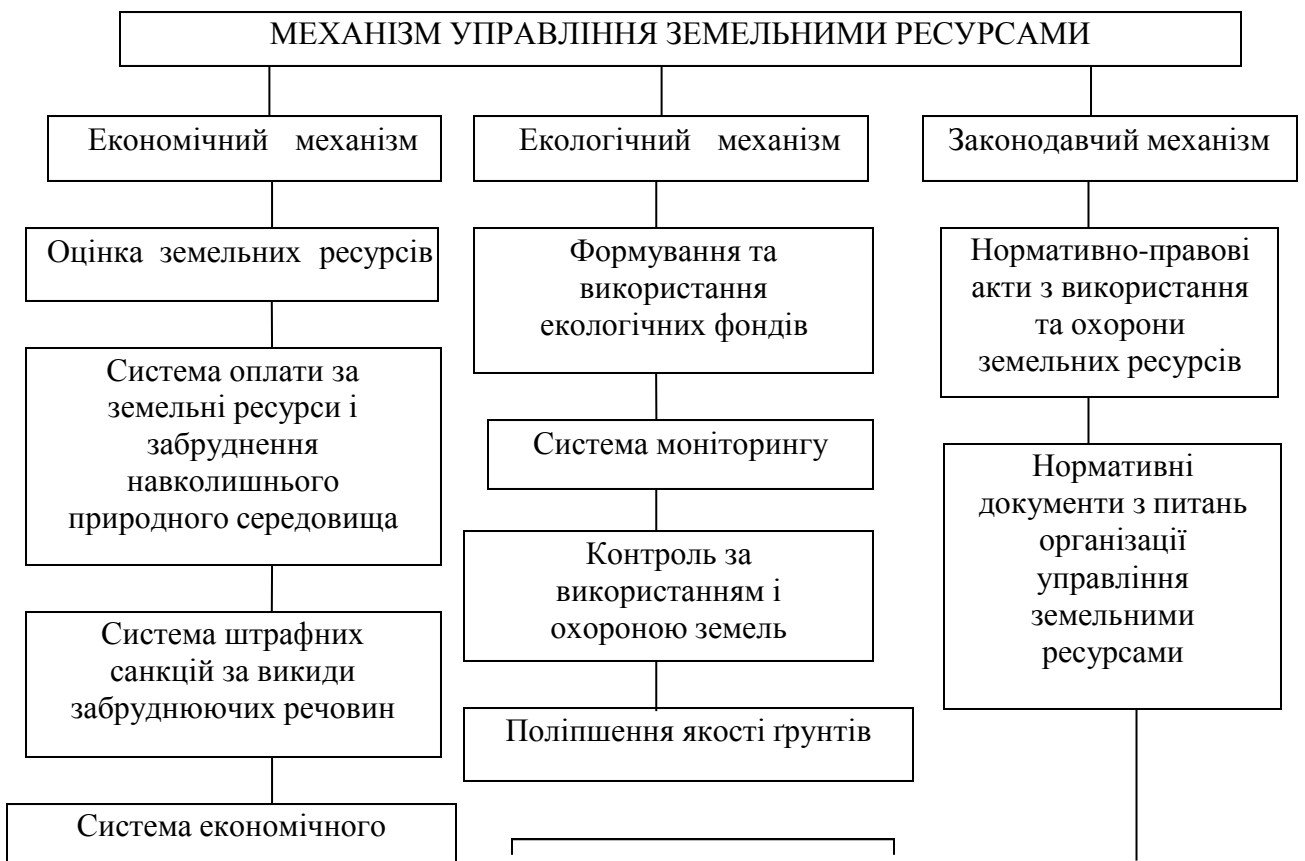 МЕХАНІЗМ УПРАВЛІННЯ ЗЕМЕЛЬНИМИ РЕСУРСАМИ
Економічний механізм
Екологічний механізм
Законодавчий механізм
Оцінка земельних ресурсів
Система оплати за
земельні ресурси і
забруднення
навколишнього
природного середовища
Система штрафних
санкцій за викиди
забруднюючих речовин
Система економічного
Формування та
використання
екологічних фондів
Система моніторингу
Контроль за
використанням і
охороною земель
Поліпшення якості ґрунтів
Нормативно-правові
акти з використання
та охорони
земельних ресурсів
Нормативні
документи з питань
організації
управління
земельними
ресурсами